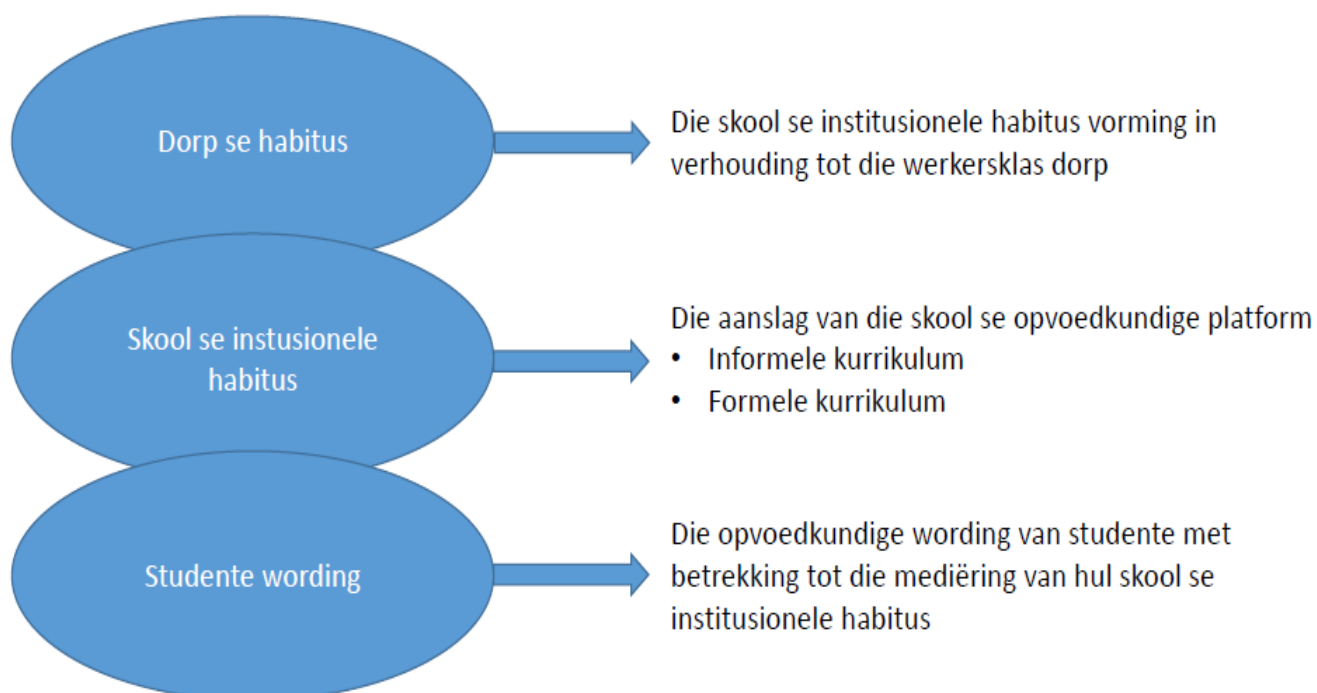 Dorp se habitus
Die skool se institusionele habitus vorming in
verhouding tot die werkersklas dorp
Skool se instusionele
habitus
Die aanslag van die skool se opvoedkundige platform
• Informele kurrikulum
• Formele kurrikulum
Studente wording
Die opvoedkundige wording van studente met
betrekking tot die mediëring van hul skool se
institusionele habitus